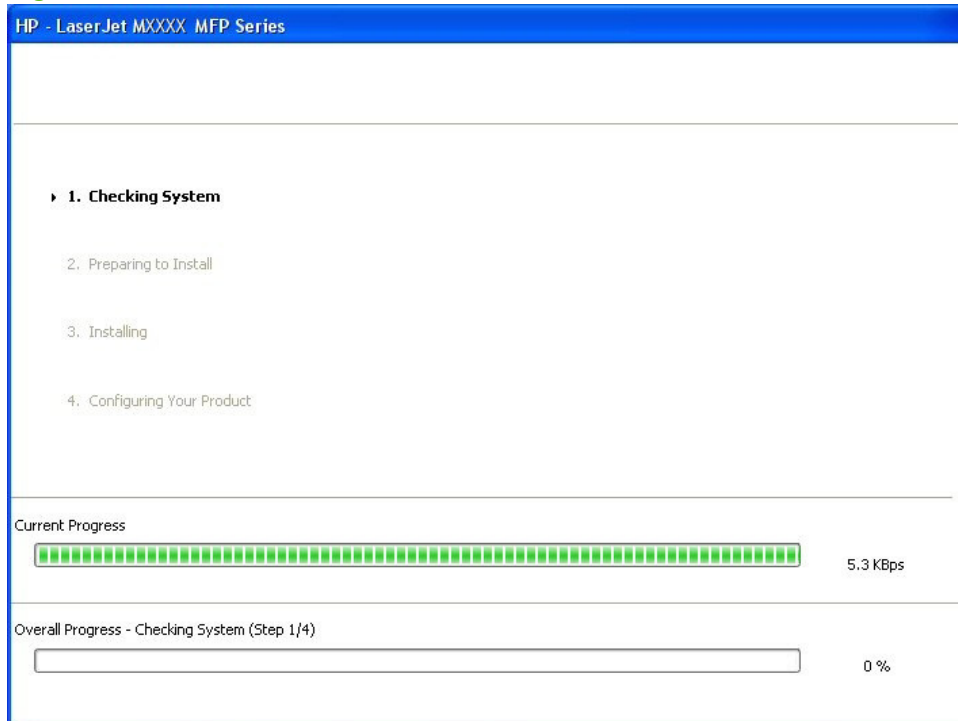 HP - LaserJet MXXXX MFP Series
1. Checking System
2. Preparing to Install
3. Installing
4. Configuring Your Product
Current Progress
5.3 KBps
Overall Progress - Checking System (Step 1/4)
0 %